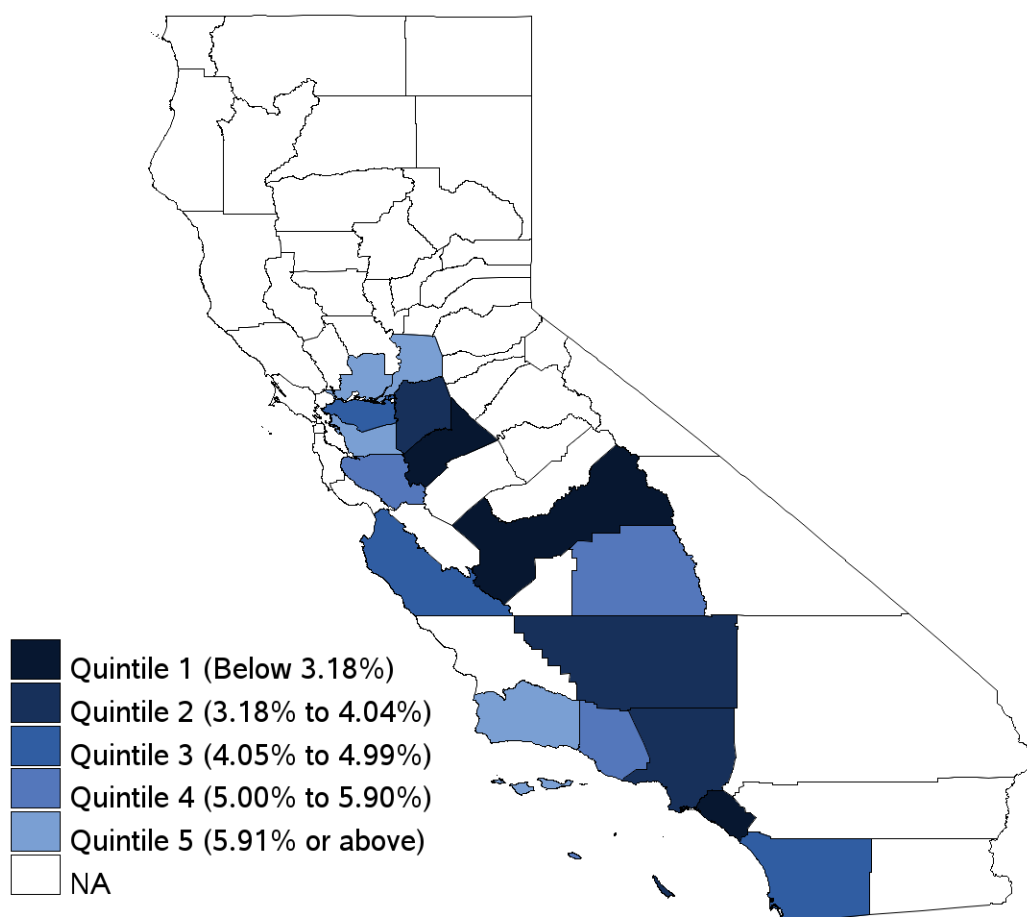 Quintile 1 (Below 3.18%)
Quintile 2 (3.18% to 4.04%)
Quintile 3 (4.05% to 4.99%)
Quintile 4 (5.00% to 5.90%)
Quintile 5 (5.91% or above)
NA